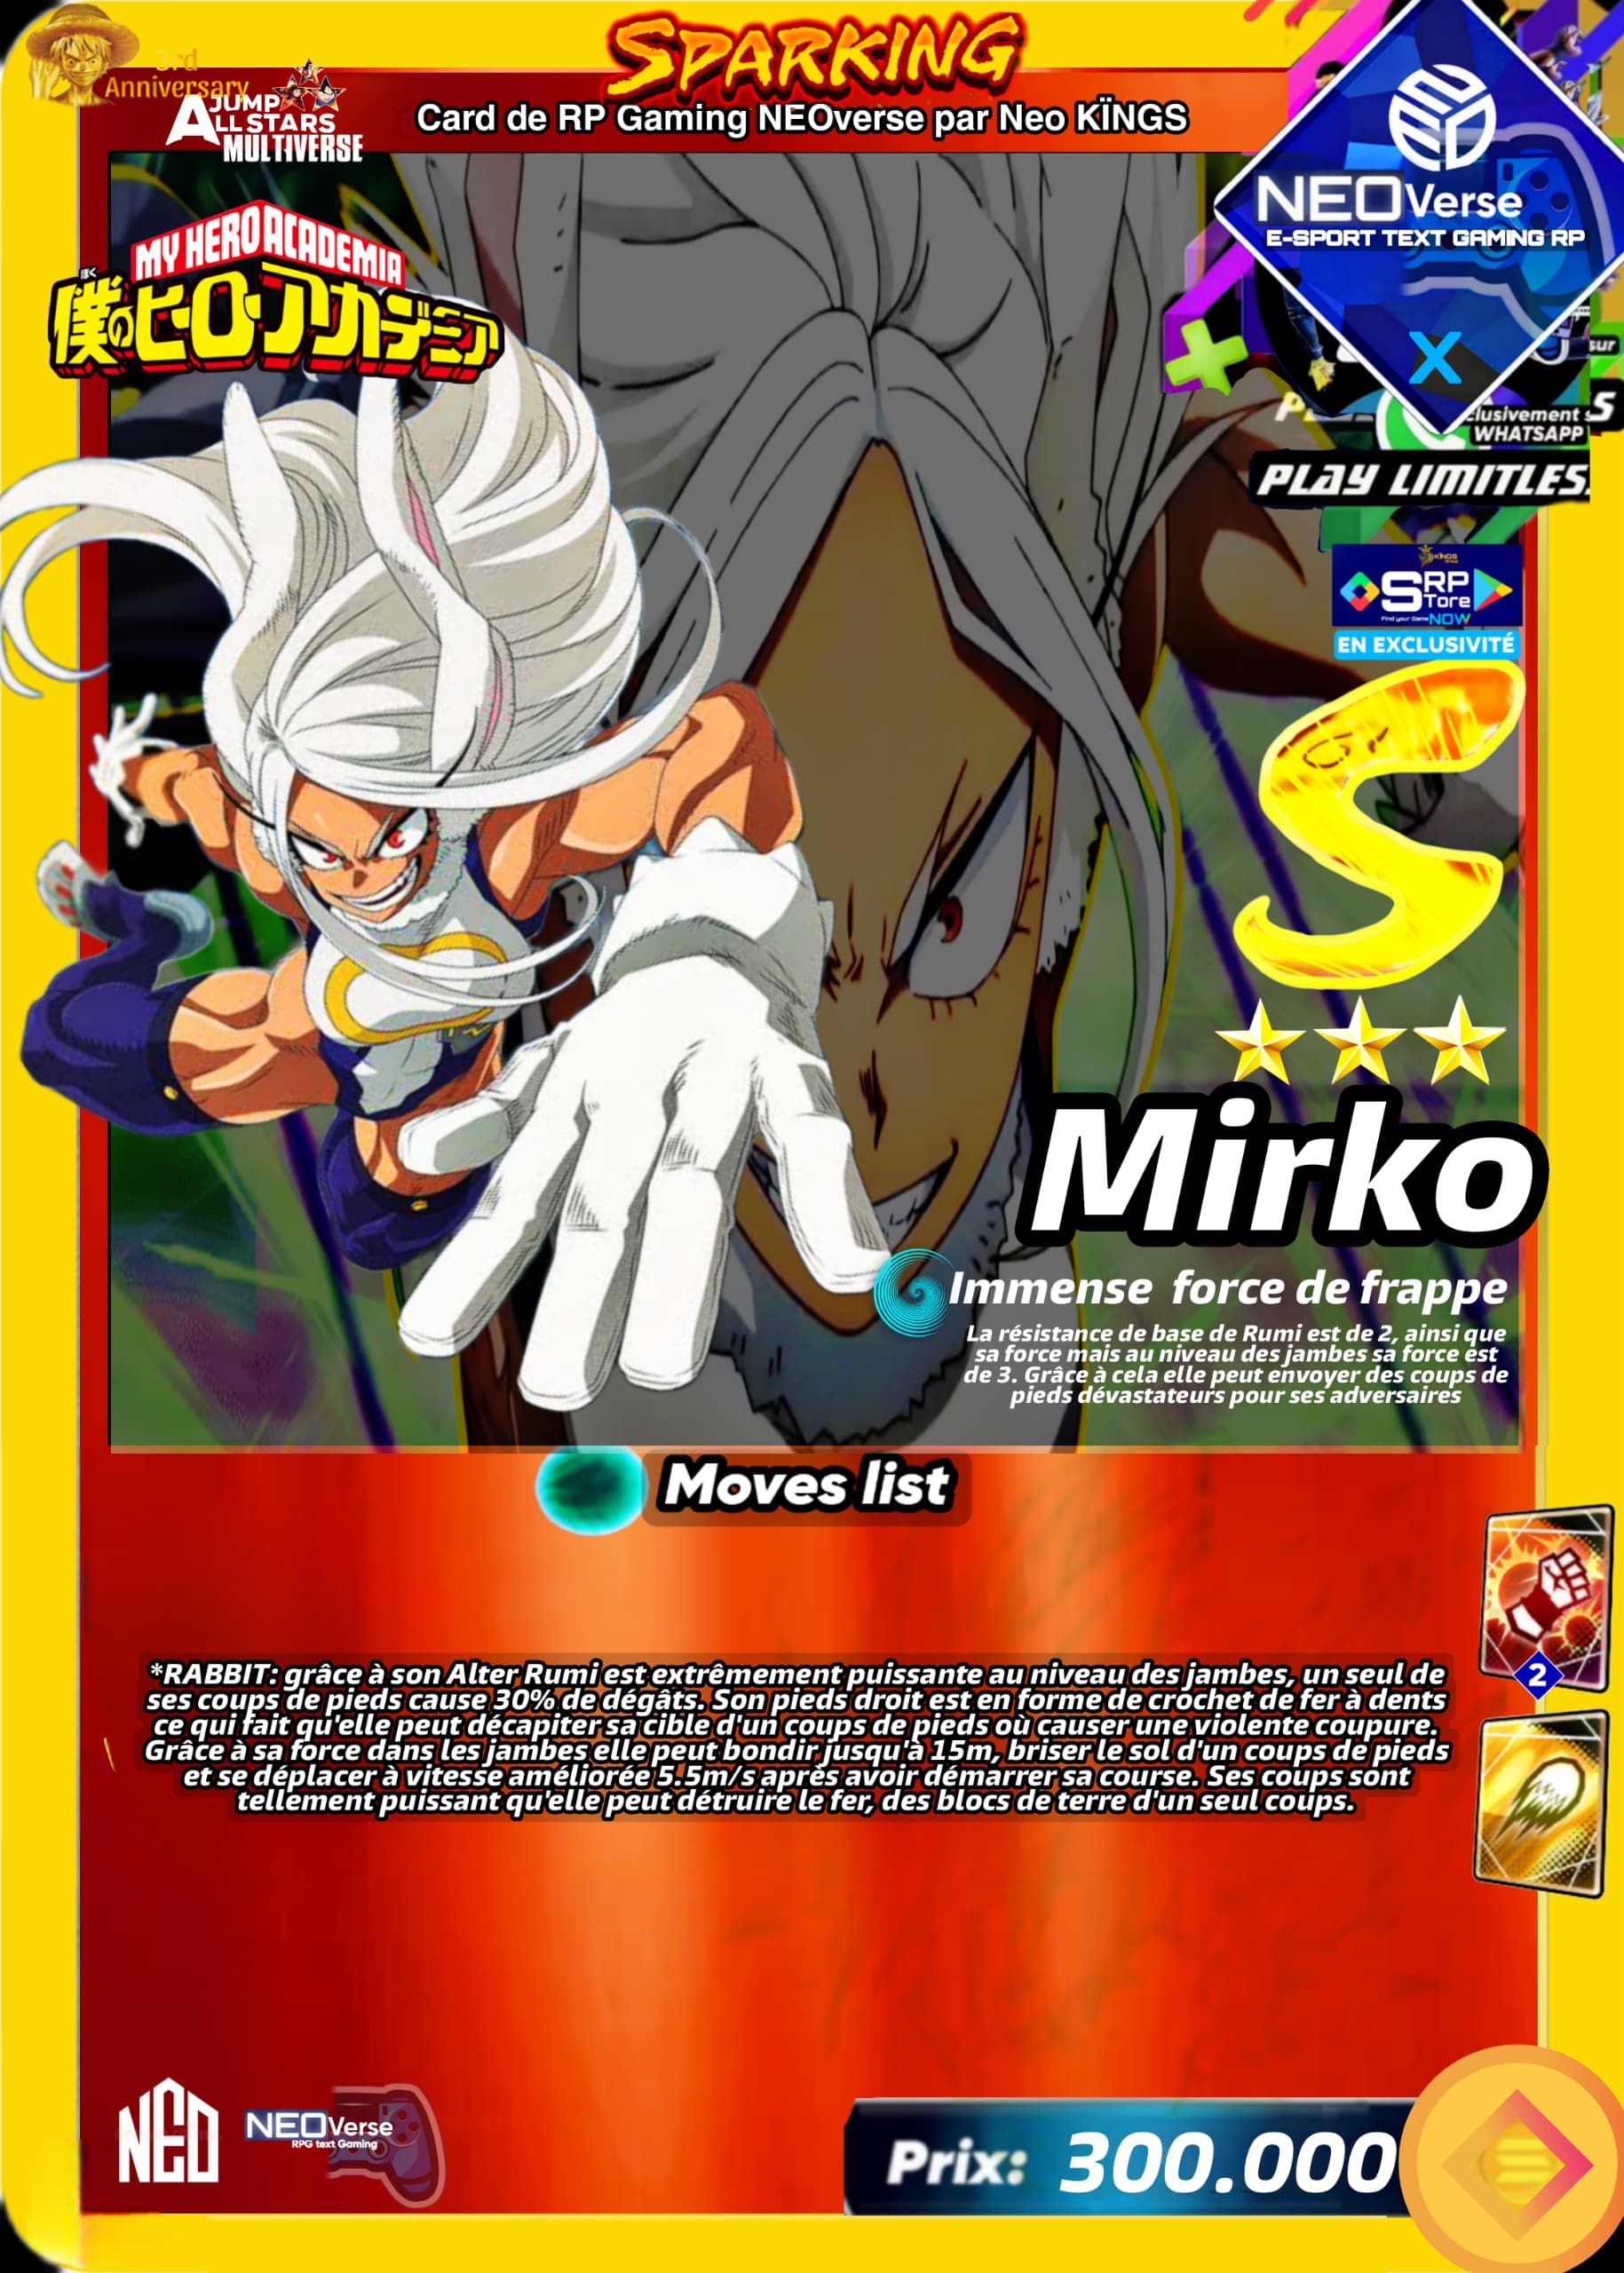 SPARKING
3rd
Anniversary
JUMP
ALL STARS
MULTIVERSE
Card de RP Gaming NEOverse par Neo KÏNGS
NEOVerse
E-SPORT TEXT GAMING RP
X
MY HERO ACADEMIA
ぼく
僕のヒーローアカデミア
sur
clusivement s
WHATSAPP
S
PLAY LIMITLES
KiNGS
SRP
Tore
Find your Game NOW
EN EXCLUSIVITÉ
S
Mirko
Immense force de frappe
La résistance de base de Rumi est de 2, ainsi que
sa force mais au niveau des jambes sa force est
de 3. Grâce à cela elle peut envoyer des coups de
pieds dévastateurs pour ses adversaires
Moves list
*RABBIT: grâce à son Alter Rumi est extrêmement puissante au niveau des jambes, un seul de
ses coups de pieds cause 30% de dégâts. Son pieds droit est en forme de crochet de fer à dents
ce qui fait qu'elle peut décapiter sa cible d'un coups de pieds où causer une violente coupure.
Grâce à sa force dans les jambes elle peut bondir jusqu'à 15m, briser le sol d'un coups de pieds
et se déplacer à vitesse améliorée 5.5m/s après avoir démarrer sa course. Ses coups sont
tellement puissant qu'elle peut détruire le fer, des blocs de terre d'un seul coups.
2
NEO
NEOVerse
RPG text Gaming
Prix: 300.000